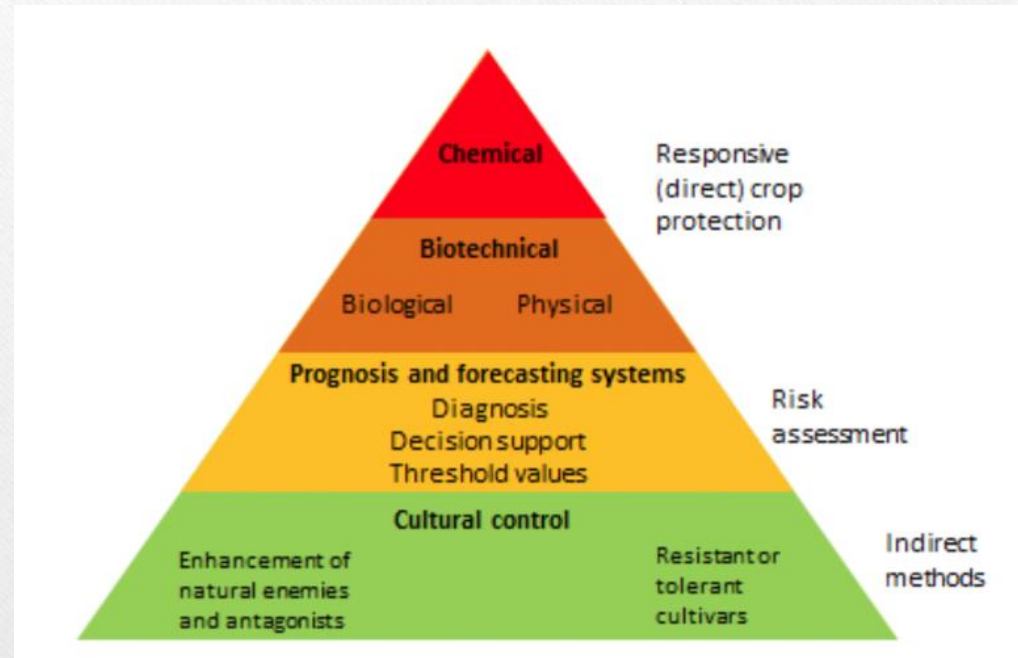 Chemical
Responsive
(direct) crop
protection
Biotechnical
Biological Physical
Prognosis and forecasting systems
Diagnosis
Decision support
Threshold values
Risk
assessment
Cultural control
Enhancement of
natural enemies
and antagonists
Resistant or
tolerant
cultivars
Indirect
methods